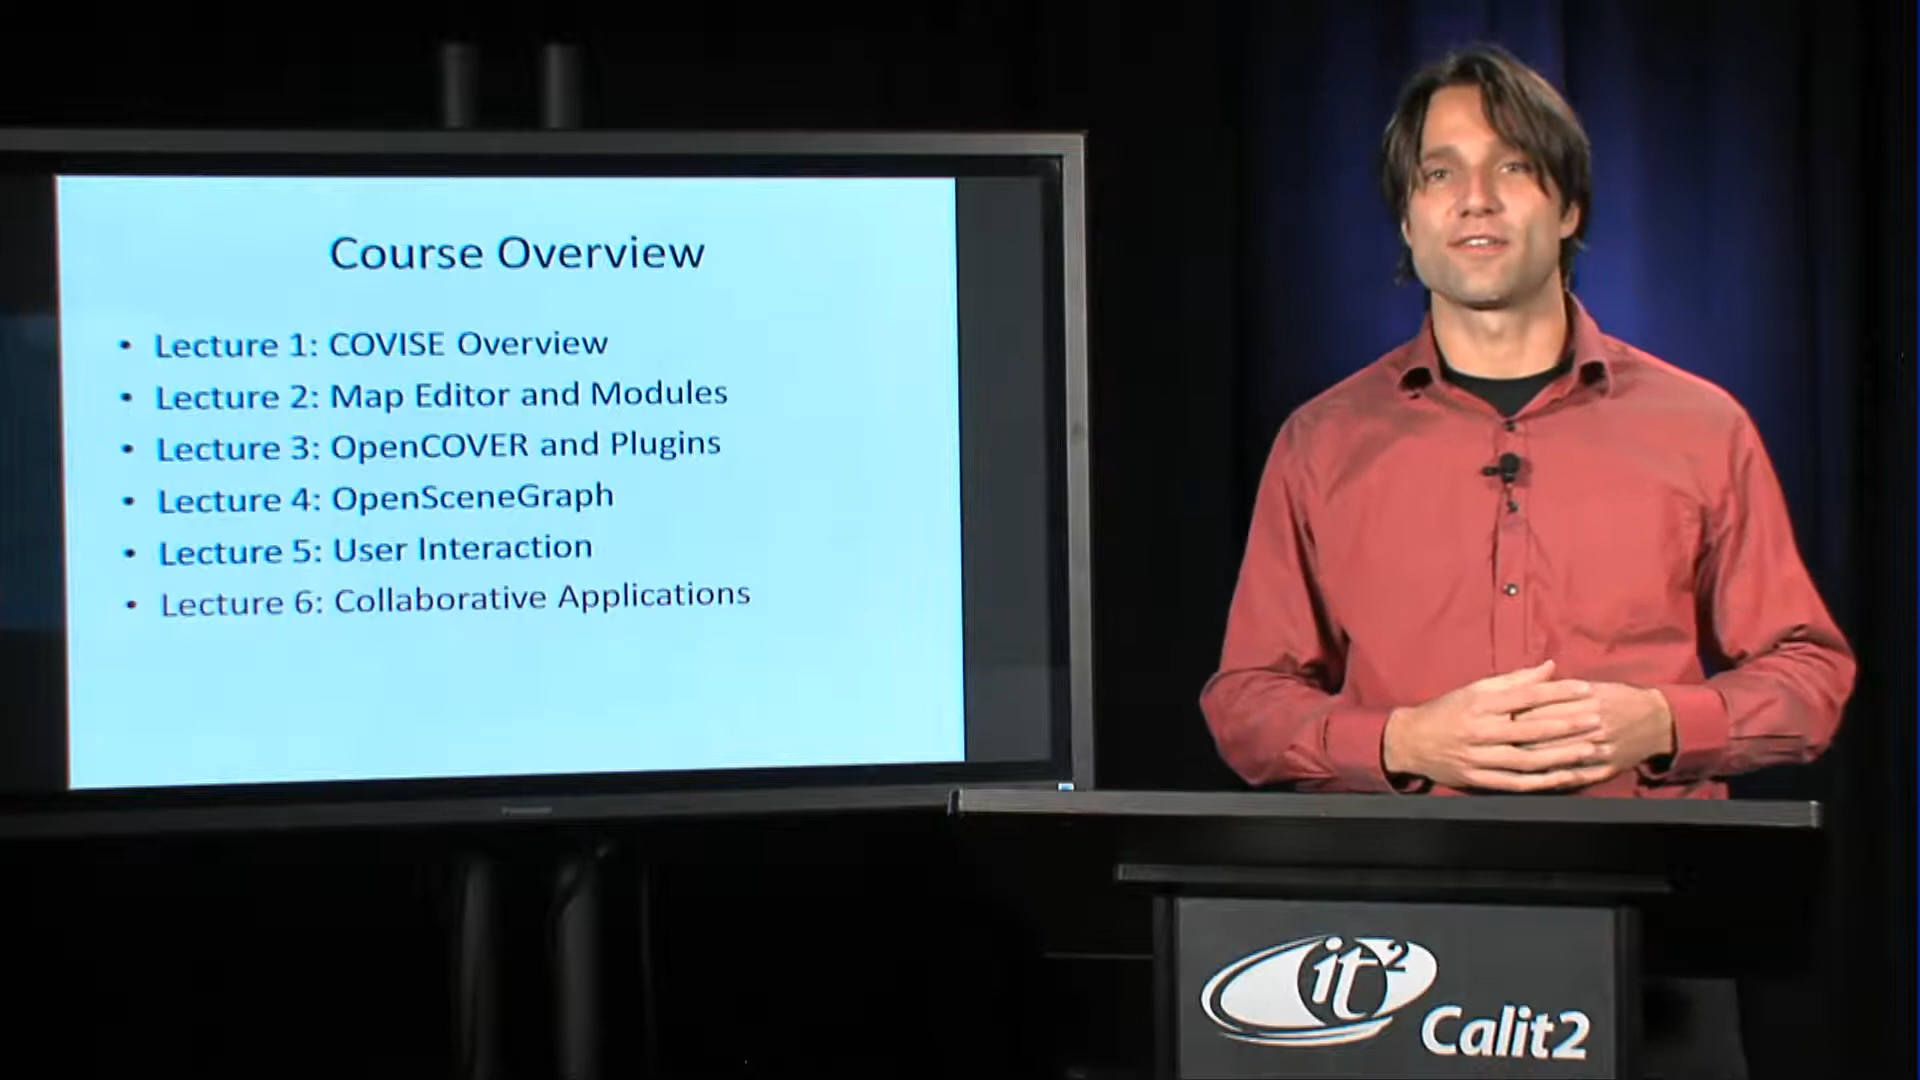 Course Overview
• Lecture 1: COVISE Overview
• Lecture 2: Map Editor and Modules
• Lecture 3: OpenCOVER and Plugins
• Lecture 4: OpenSceneGraph
• Lecture 5: User Interaction
• Lecture 6: Collaborative Applications
it2
Calit2